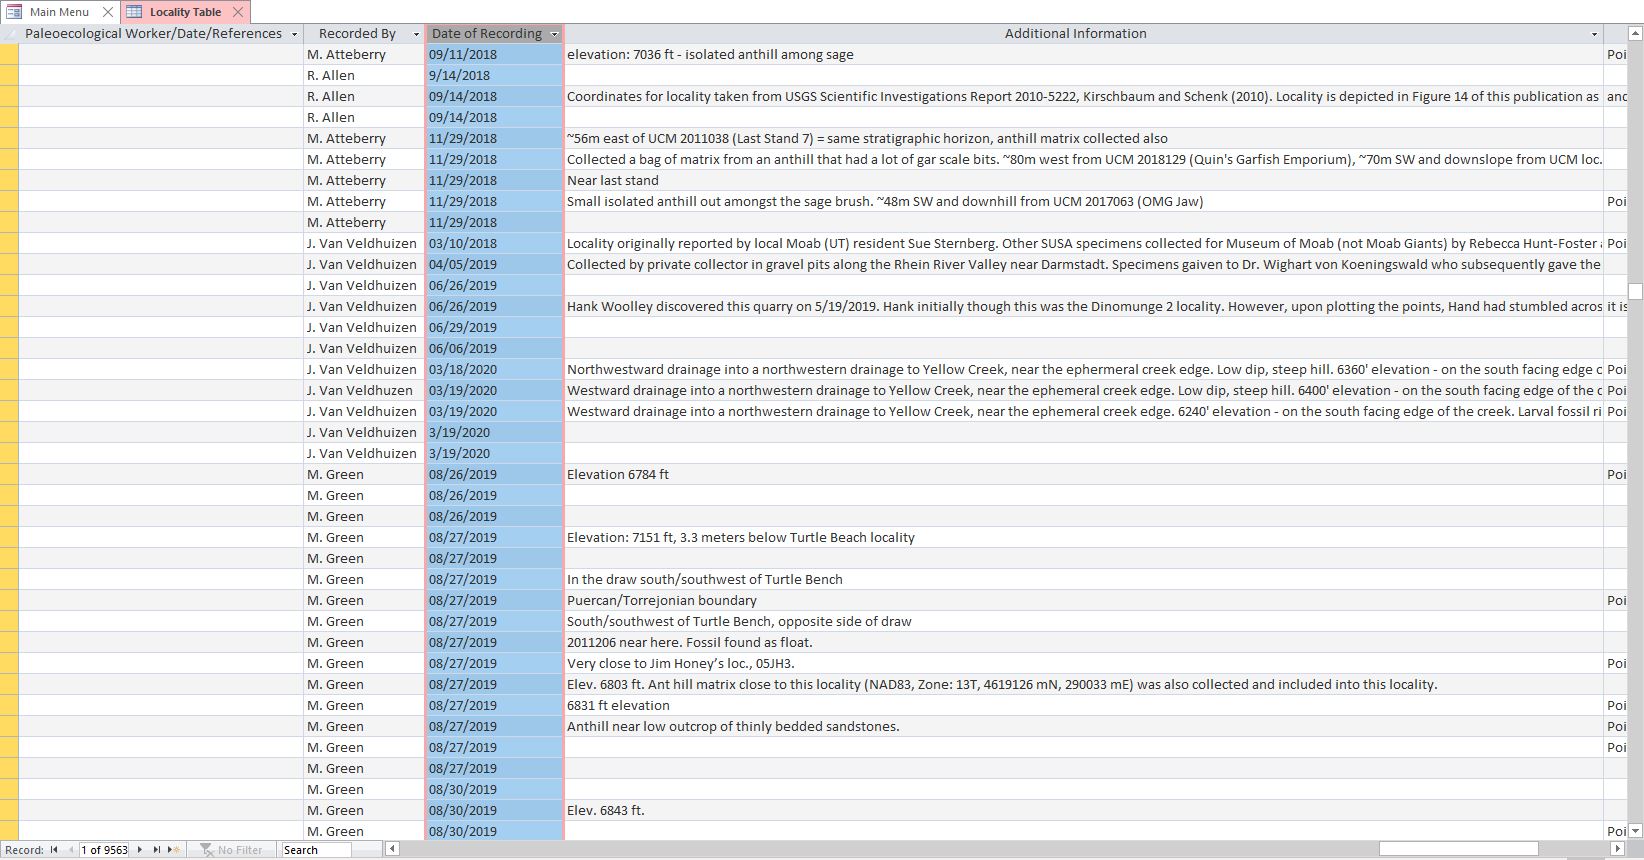 Main Menu Locality Table
Paleoecological Worker/Date/References Recorded By Date of Recording Additional Information
M. Atteberry 09/11/2018 elevation: 7036 ft - isolated anthill among sage Poi
R. Allen 9/14/2018
R. Allen 09/14/2018 Coordinates for locality taken from USGS Scientific Investigations Report 2010-5222, Kirschbaum and Schenk (2010). Locality is depicted in Figure 14 of this publication as and
R. Allen 09/14/2018
M. Atteberry 11/29/2018 ~56m east of UCM 2011038 (Last Stand 7) = same stratigraphic horizon, anthill matrix collected also
M. Atteberry 11/29/2018 Collected a bag of matrix from an anthill that had a lot of gar scale bits. ~80m west from UCM 2018129 (Quin's Garfish Emporium), ~70m SW and downslope from UCM loc.
M. Atteberry 11/29/2018 Near last stand
M. Atteberry 11/29/2018 Small isolated anthill out amongst the sage brush. ~48m SW and downhill from UCM 2017063 (OMG Jaw) Poi
M. Atteberry 11/29/2018
J. Van Veldhuizen 03/10/2018 Locality originally reported by local Moab (UT) resident Sue Sternberg. Other SUSA specimens collected for Museum of Moab (not Moab Giants) by Rebecca Hunt-Foster Poi
J. Van Veldhuizen 04/05/2019 Collected by private collector in gravel pits along the Rhein River Valley near Darmstadt. Specimens gaiven to Dr. Wighart von Koeningswald who subsequently gave the
J. Van Veldhuizen 06/26/2019
J. Van Veldhuizen 06/26/2019 Hank Woolley discovered this quarry on 5/19/2019. Hank initially though this was the Dinomunge 2 locality. However, upon plotting the points, Hand had stumbled acros it is
J. Van Veldhuizen 06/29/2019
J. Van Veldhuizen 06/06/2019
J. Van Veldhuizen 03/18/2020 Northwestward drainage into a northwestern drainage to Yellow Creek, near the ephermeral creek edge. Low dip, steep hill. 6360' elevation - on the south facing edge c Poi
J. Van Veldhuzen 03/19/2020 Westward drainage into a northwestern drainage to Yellow Creek, near the ephemeral creek edge. Low dip, steep hill. 6400' elevation - on the south facing edge of the c Poi
J. Van Veldhuizen 03/19/2020 Westward drainage into a northwestern drainage to Yellow Creek, near the ephemeral creek edge. 6240' elevation - on the south facing edge of the creek. Larval fossil ri Poi
J. Van Veldhuizen 3/19/2020
J. Van Veldhuizen 3/19/2020
M. Green 08/26/2019 Elevation 6784 ft Poi
M. Green 08/26/2019
M. Green 08/26/2019
M. Green 08/27/2019 Elevation: 7151 ft, 3.3 meters below Turtle Beach locality
M. Green 08/27/2019
M. Green 08/27/2019 In the draw south/southwest of Turtle Bench
M. Green 08/27/2019 Puercan/Torrejonian boundary Poi
M. Green 08/27/2019 South/southwest of Turtle Bench, opposite side of draw
M. Green 08/27/2019 2011206 near here. Fossil found as float.
M. Green 08/27/2019 Very close to Jim Honey’s loc., 05JH3. Poi
M. Green 08/27/2019 Elev. 6803 ft. Ant hill matrix close to this locality (NAD83, Zone: 13T, 4619126 mN, 290033 mE) was also collected and included into this locality.
M. Green 08/27/2019 6831 ft elevation Poi
M. Green 08/27/2019 Anthill near low outcrop of thinly bedded sandstones. Poi
M. Green 08/27/2019 Poi
M. Green 08/27/2019
M. Green 08/30/2019
M. Green 08/30/2019 Elev. 6843 ft.
M. Green 08/30/2019 Poi
Record: 1 of 9563 No Filter Search